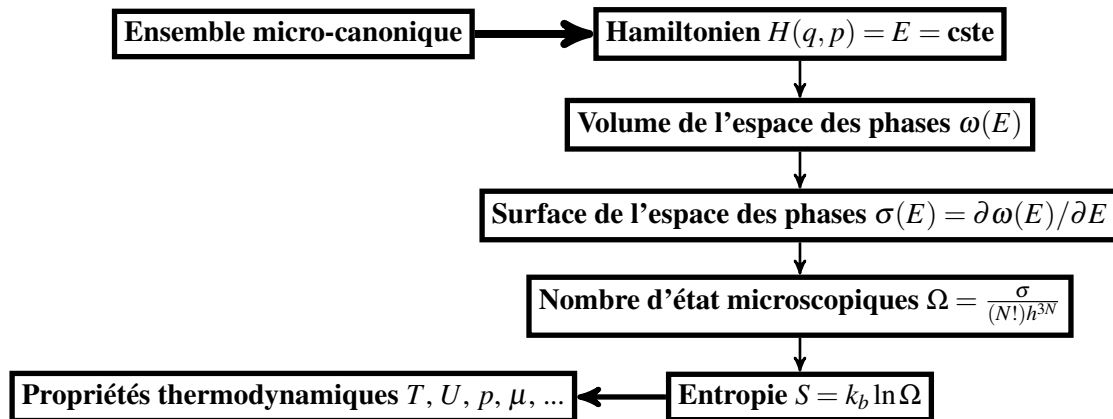 Ensemble micro-canonique
Hamiltonien H(q, p) = E = cste
Volume de l'espace des phases ω(E)
Surface de l'espace des phases σ(E) = ∂ω(E)/∂E
Nombre d'état microscopiques Ω = σ/((N!)h^{3N})
Entropie S = k_b ln Ω
Propriétés thermodynamiques T, U, p, μ, ...